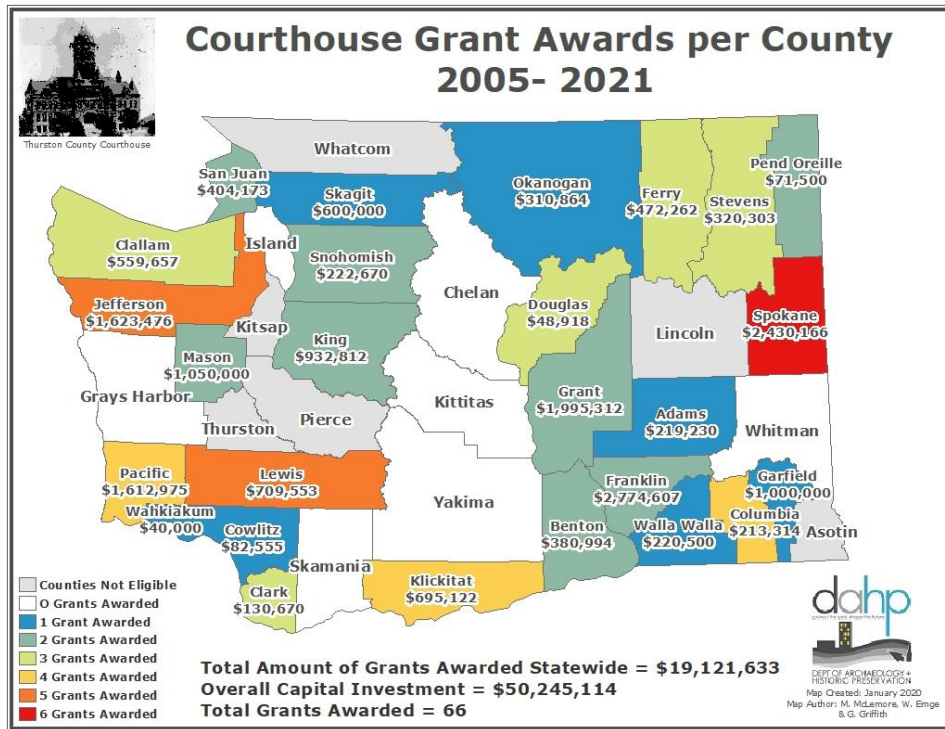 Courthouse Grant Awards per County
2005- 2021
Thurston County Courthouse
Whatcom
San Juan
$404,173
Skagit
$600,000
Okanogan
$310,864
Ferry
$472,262
Stevens
$320,303
Pend Oreille
$71,500
Clallam
$559,657
Island
Snohomish
$222,670
Chelan
Douglas
$48,918
Jefferson
$1,623,476
Kitsap
King
$932,812
Lincoln
Spokane
$2,430,166
Mason
$1,050,000
Grays Harbor
Thurston
Pierce
Kittitas
Grant
$1,995,312
Adams
$219,230
Whitman
Pacific
$1,612,975
Lewis
$709,553
Yakima
Franklin
$2,774,607
Garfield
$1,000,000
Wahkiakum
$40,000
Cowlitz
$82,555
Skamania
Benton
$380,994
Walla Walla
$220,500
Columbia
$213,314
Asotin
Clark
$130,670
Klickitat
$695,122
Counties Not Eligible
0 Grants Awarded
1 Grant Awarded
2 Grants Awarded
3 Grants Awarded
4 Grants Awarded
5 Grants Awarded
6 Grants Awarded
Total Amount of Grants Awarded Statewide = $19,121,633
Overall Capital Investment = $50,245,114
Total Grants Awarded = 66
dahp
protect the past, shape the future
DEPT OF ARCHAEOLOGY +
HISTORIC PRESERVATION
Map Created: January 2020
Map Author: M. McLemore, W. Emge
& G. Griffith